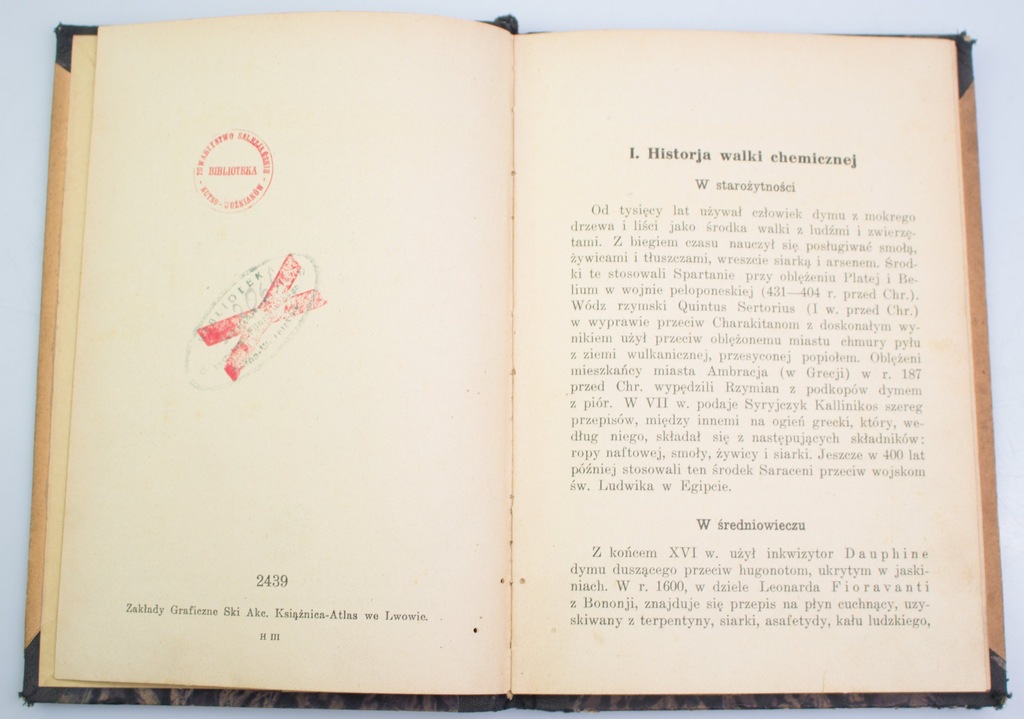 TOWARZYSTWO SALEZJAŃSKIE
BIBLIOTEKA
KUTNO - WOŹNIAKÓW
2439
Zakłady Graficzne Ski Akc. Książnica-Atlas we Lwowie.
H III
I. Historja walki chemicznej
W starożytności
Od tysięcy lat używał człowiek dymu z mokrego
drzewa i liści jako środka walki z ludźmi i zwierzę-
tami. Z biegiem czasu nauczył się posługiwać smołą,
żywicami i tłuszczami, wreszcie siarką i arsenem. Środ-
ki te stosowali Spartanie przy oblężeniu Platej i Be-
lium w wojnie peloponeskiej (431—404 r. przed Chr.).
Wódz rzymski Quintus Sertorius (I w. przed Chr.)
w wyprawie przeciw Charakitanom z doskonałym wy-
nikiem użył przeciw oblężonemu miastu chmury pyłu
z ziemi wulkanicznej, przesyconej popiołem. Oblężeni
mieszkańcy miasta Ambracja (w Grecji) w r. 187
przed Chr. wypędzili Rzymian z podkopów dymem
z piór. W VII w. podaje Syryjczyk Kallinikos szereg
przepisów, między innemi na ogień grecki, który, we-
dług niego, składał się z następujących składników:
ropy naftowej, smoły, żywicy i siarki. Jeszcze w 400 lat
później stosowali ten środek Saraceni przeciw wojskom
św. Ludwika w Egipcie.
W średniowieczu
Z końcem XVI w. użył inkwizytor Dauphine
dymu duszącego przeciw hugonotom, ukrytym w jaski-
niach. W r. 1600, w dziele Leonarda Fioravanti
z Bononji, znajduje się przepis na płyn cuchnący, uzy-
skiwany z terpentyny, siarki, asafetydy, kału ludzkiego,